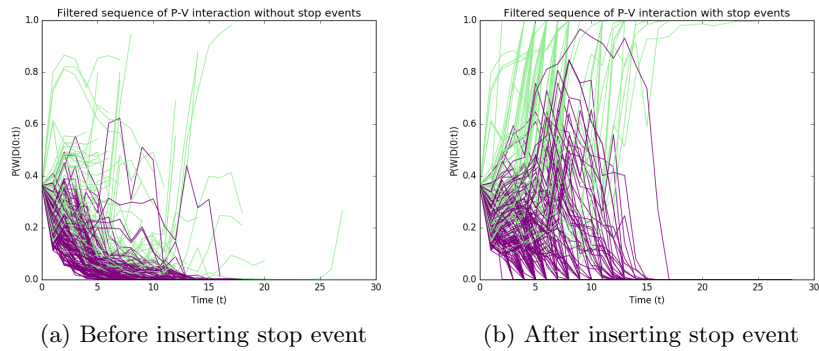 Filtered sequence of P-V interaction without stop events
1.0
0.8
0.6
0.4
0.2
0.0
P(W|D(0:t))
0 5 10 15 20 25 30
Time (t)
(a) Before inserting stop event
Filtered sequence of P-V interaction with stop events
1.0
0.8
0.6
0.4
0.2
0.0
P(W|D(0:t))
0 5 10 15 20 25 30
Time (t)
(b) After inserting stop event